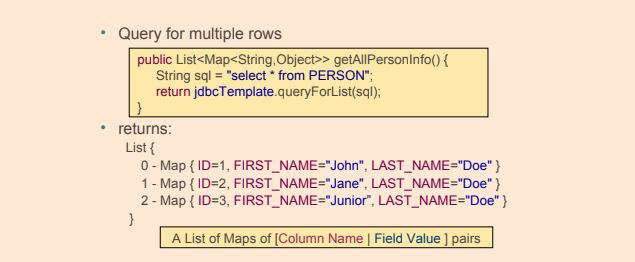 • Query for multiple rows
public List<Map<String,Object>> getAllPersonInfo() {
String sql = "select * from PERSON";
return jdbcTemplate.queryForList(sql);
}
• returns:
List {
0 - Map { ID=1, FIRST_NAME="John", LAST_NAME="Doe" }
1 - Map { ID=2, FIRST_NAME="Jane", LAST_NAME="Doe" }
2 - Map { ID=3, FIRST_NAME="Junior”, LAST_NAME="Doe" }
}
A List of Maps of [Column Name | Field Value ] pairs